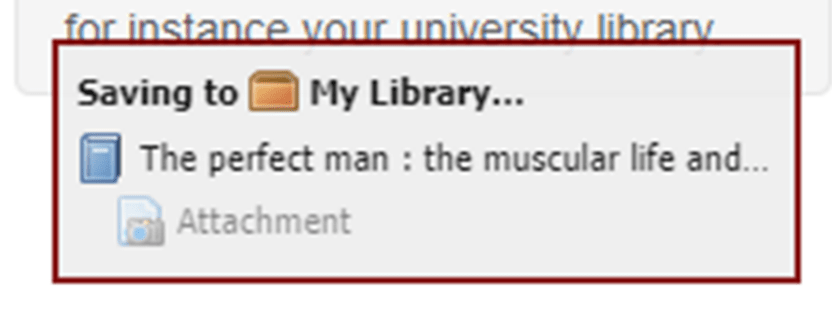 for instance your university library
Saving to My Library...
The perfect man : the muscular life and...
Attachment